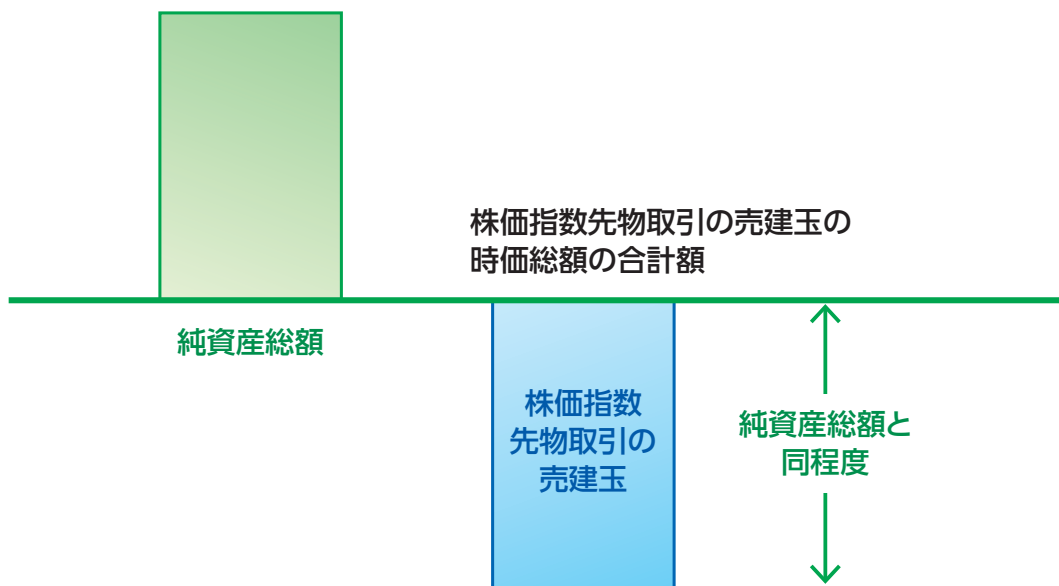 株価指数先物取引の売建玉の
時価総額の合計額
純資産総額
株価指数
先物取引の
売建玉
純資産総額と
同程度